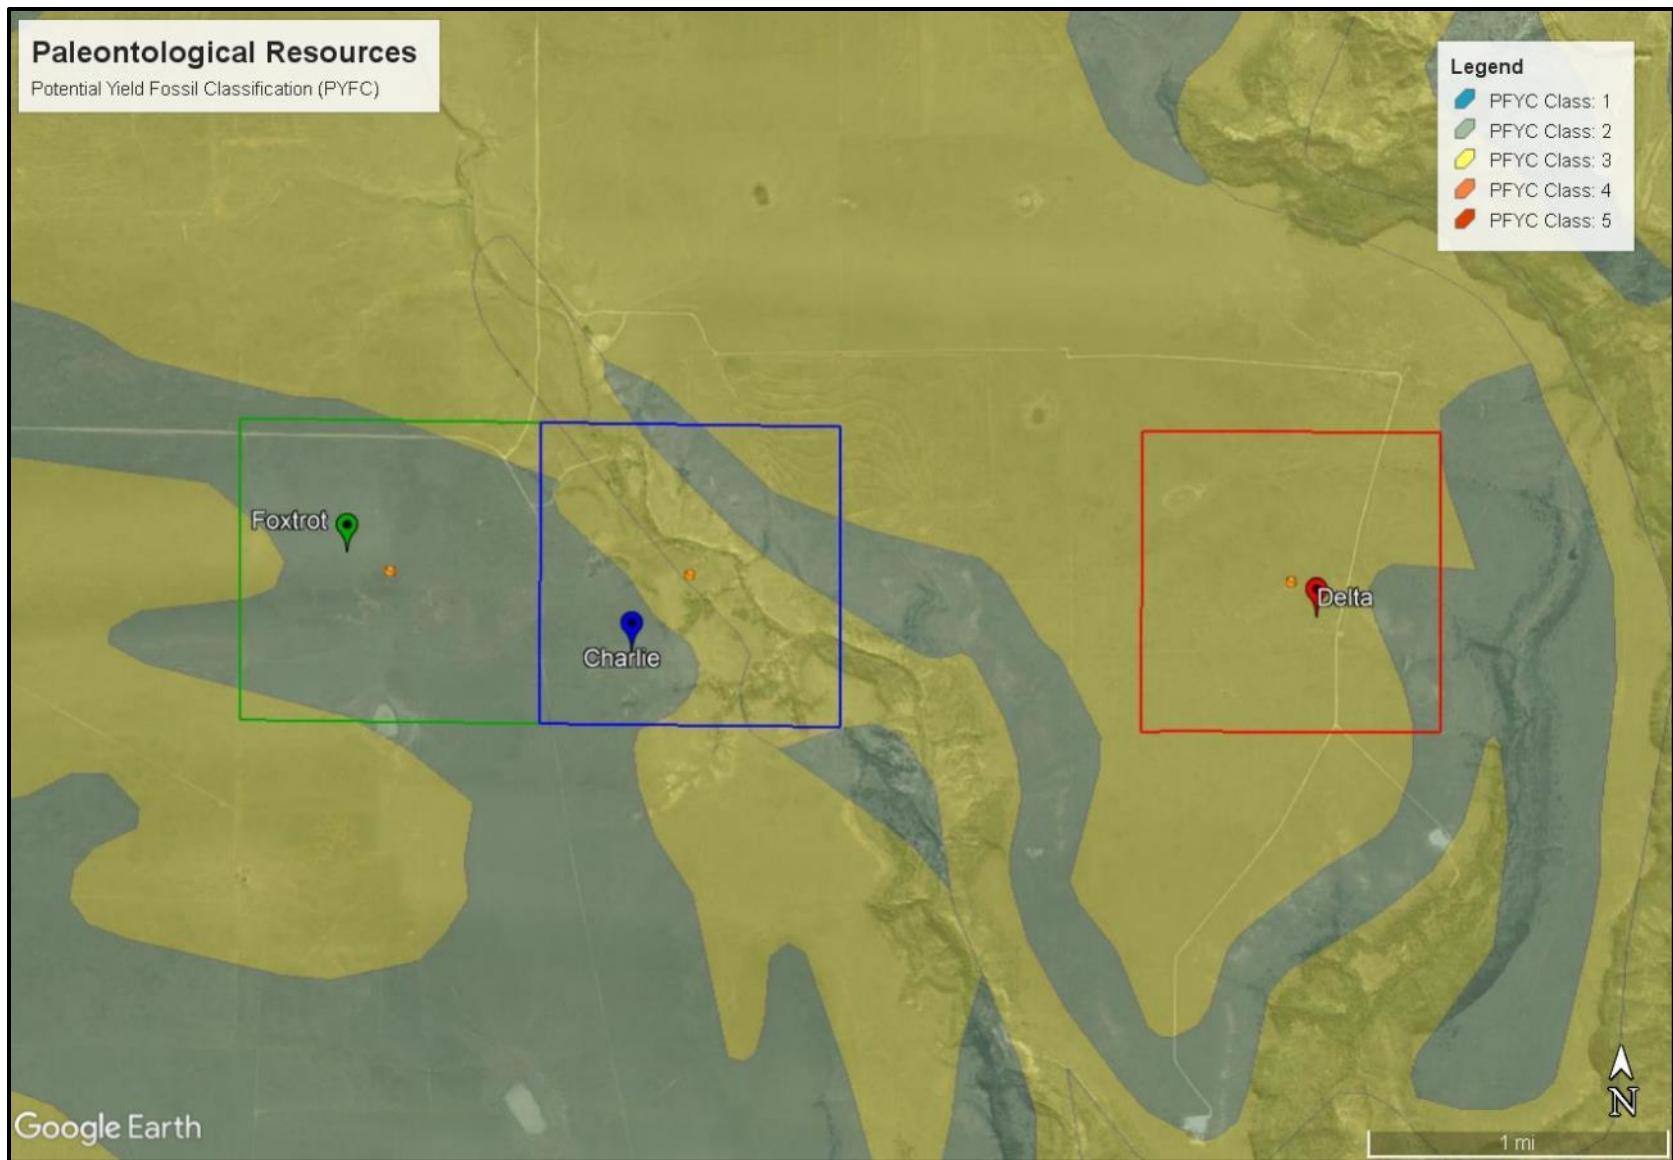 Paleontological Resources
Potential Yield Fossil Classification (PYFC)
Legend
PFYC Class: 1
PFYC Class: 2
PFYC Class: 3
PFYC Class: 4
PFYC Class: 5
Foxtrot
Charlie
Delta
N
Google Earth
1 mi